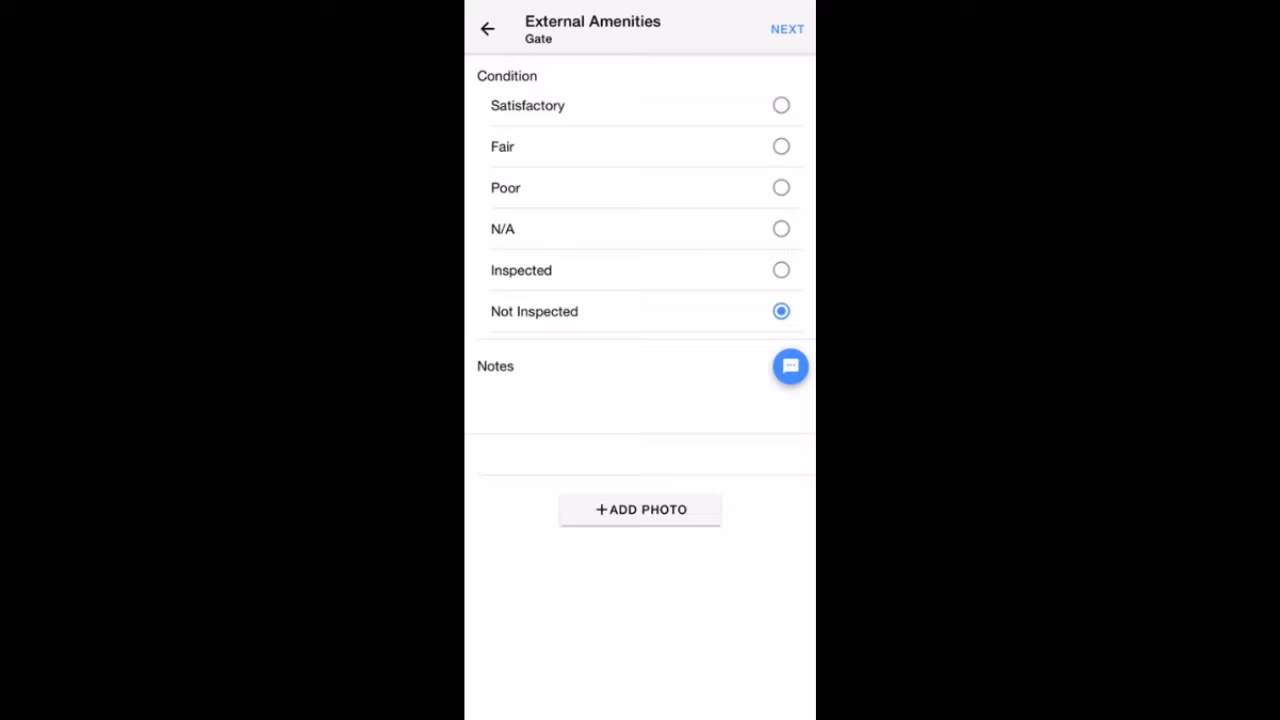 External Amenities
Gate
NEXT
Condition
Satisfactory
Fair
Poor
N/A
Inspected
Not Inspected
Notes
+ADD PHOTO